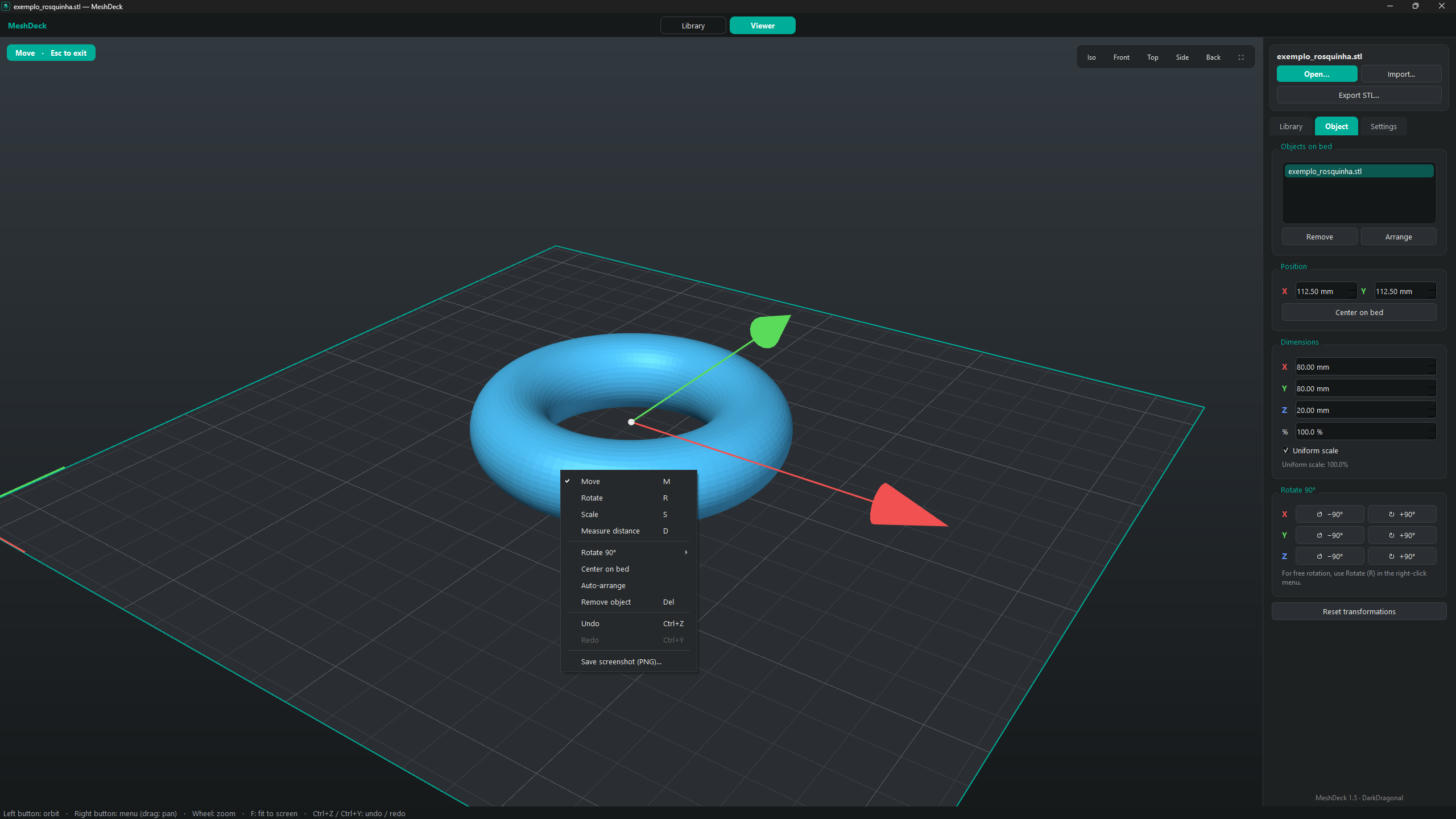 exemplo_rosquinha.stl — MeshDeck
MeshDeck
Library
Viewer
Move · Esc to exit
Iso Front Top Side Back
exemplo_rosquinha.stl
Open...
Import...
Export STL...
Library
Object
Settings
Objects on bed
exemplo_rosquinha.stl
Remove
Arrange
Position
X 112.50 mm Y 112.50 mm
Center on bed
Dimensions
X 80.00 mm
Y 80.00 mm
Z 20.00 mm
% 100.0 %
✓ Uniform scale
Uniform scale: 100.0%
Rotate 90°
X ↺ −90° ↻ +90°
Y ↺ −90° ↻ +90°
Z ↺ −90° ↻ +90°
For free rotation, use Rotate (R) in the right-click
menu.
Reset transformations
✓ Move M
Rotate R
Scale S
Measure distance D
Rotate 90°
Center on bed
Auto-arrange
Remove object Del
Undo Ctrl+Z
Redo Ctrl+Y
Save screenshot (PNG)...
MeshDeck 1.5 · DarkDragonal
Left button: orbit · Right button: menu (drag: pan) · Wheel: zoom · F: fit to screen · Ctrl+Z / Ctrl+Y: undo / redo